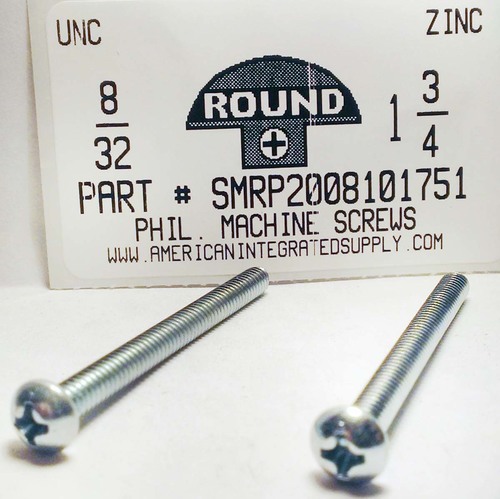 UNC ZINC
8/32 ROUND 1 3/4
PART # SMRP2008101751
PHIL. MACHINE SCREWS
WWW.AMERICANINTEGRATEDSUPPLY.COM